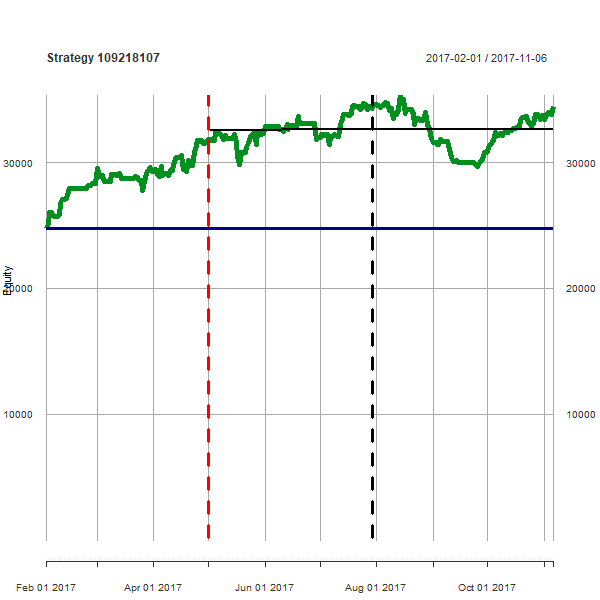 Strategy 109218107
2017-02-01 / 2017-11-06
30000
30000
Equity
20000
20000
10000
10000
Feb 01 2017
Apr 01 2017
Jun 01 2017
Aug 01 2017
Oct 01 2017